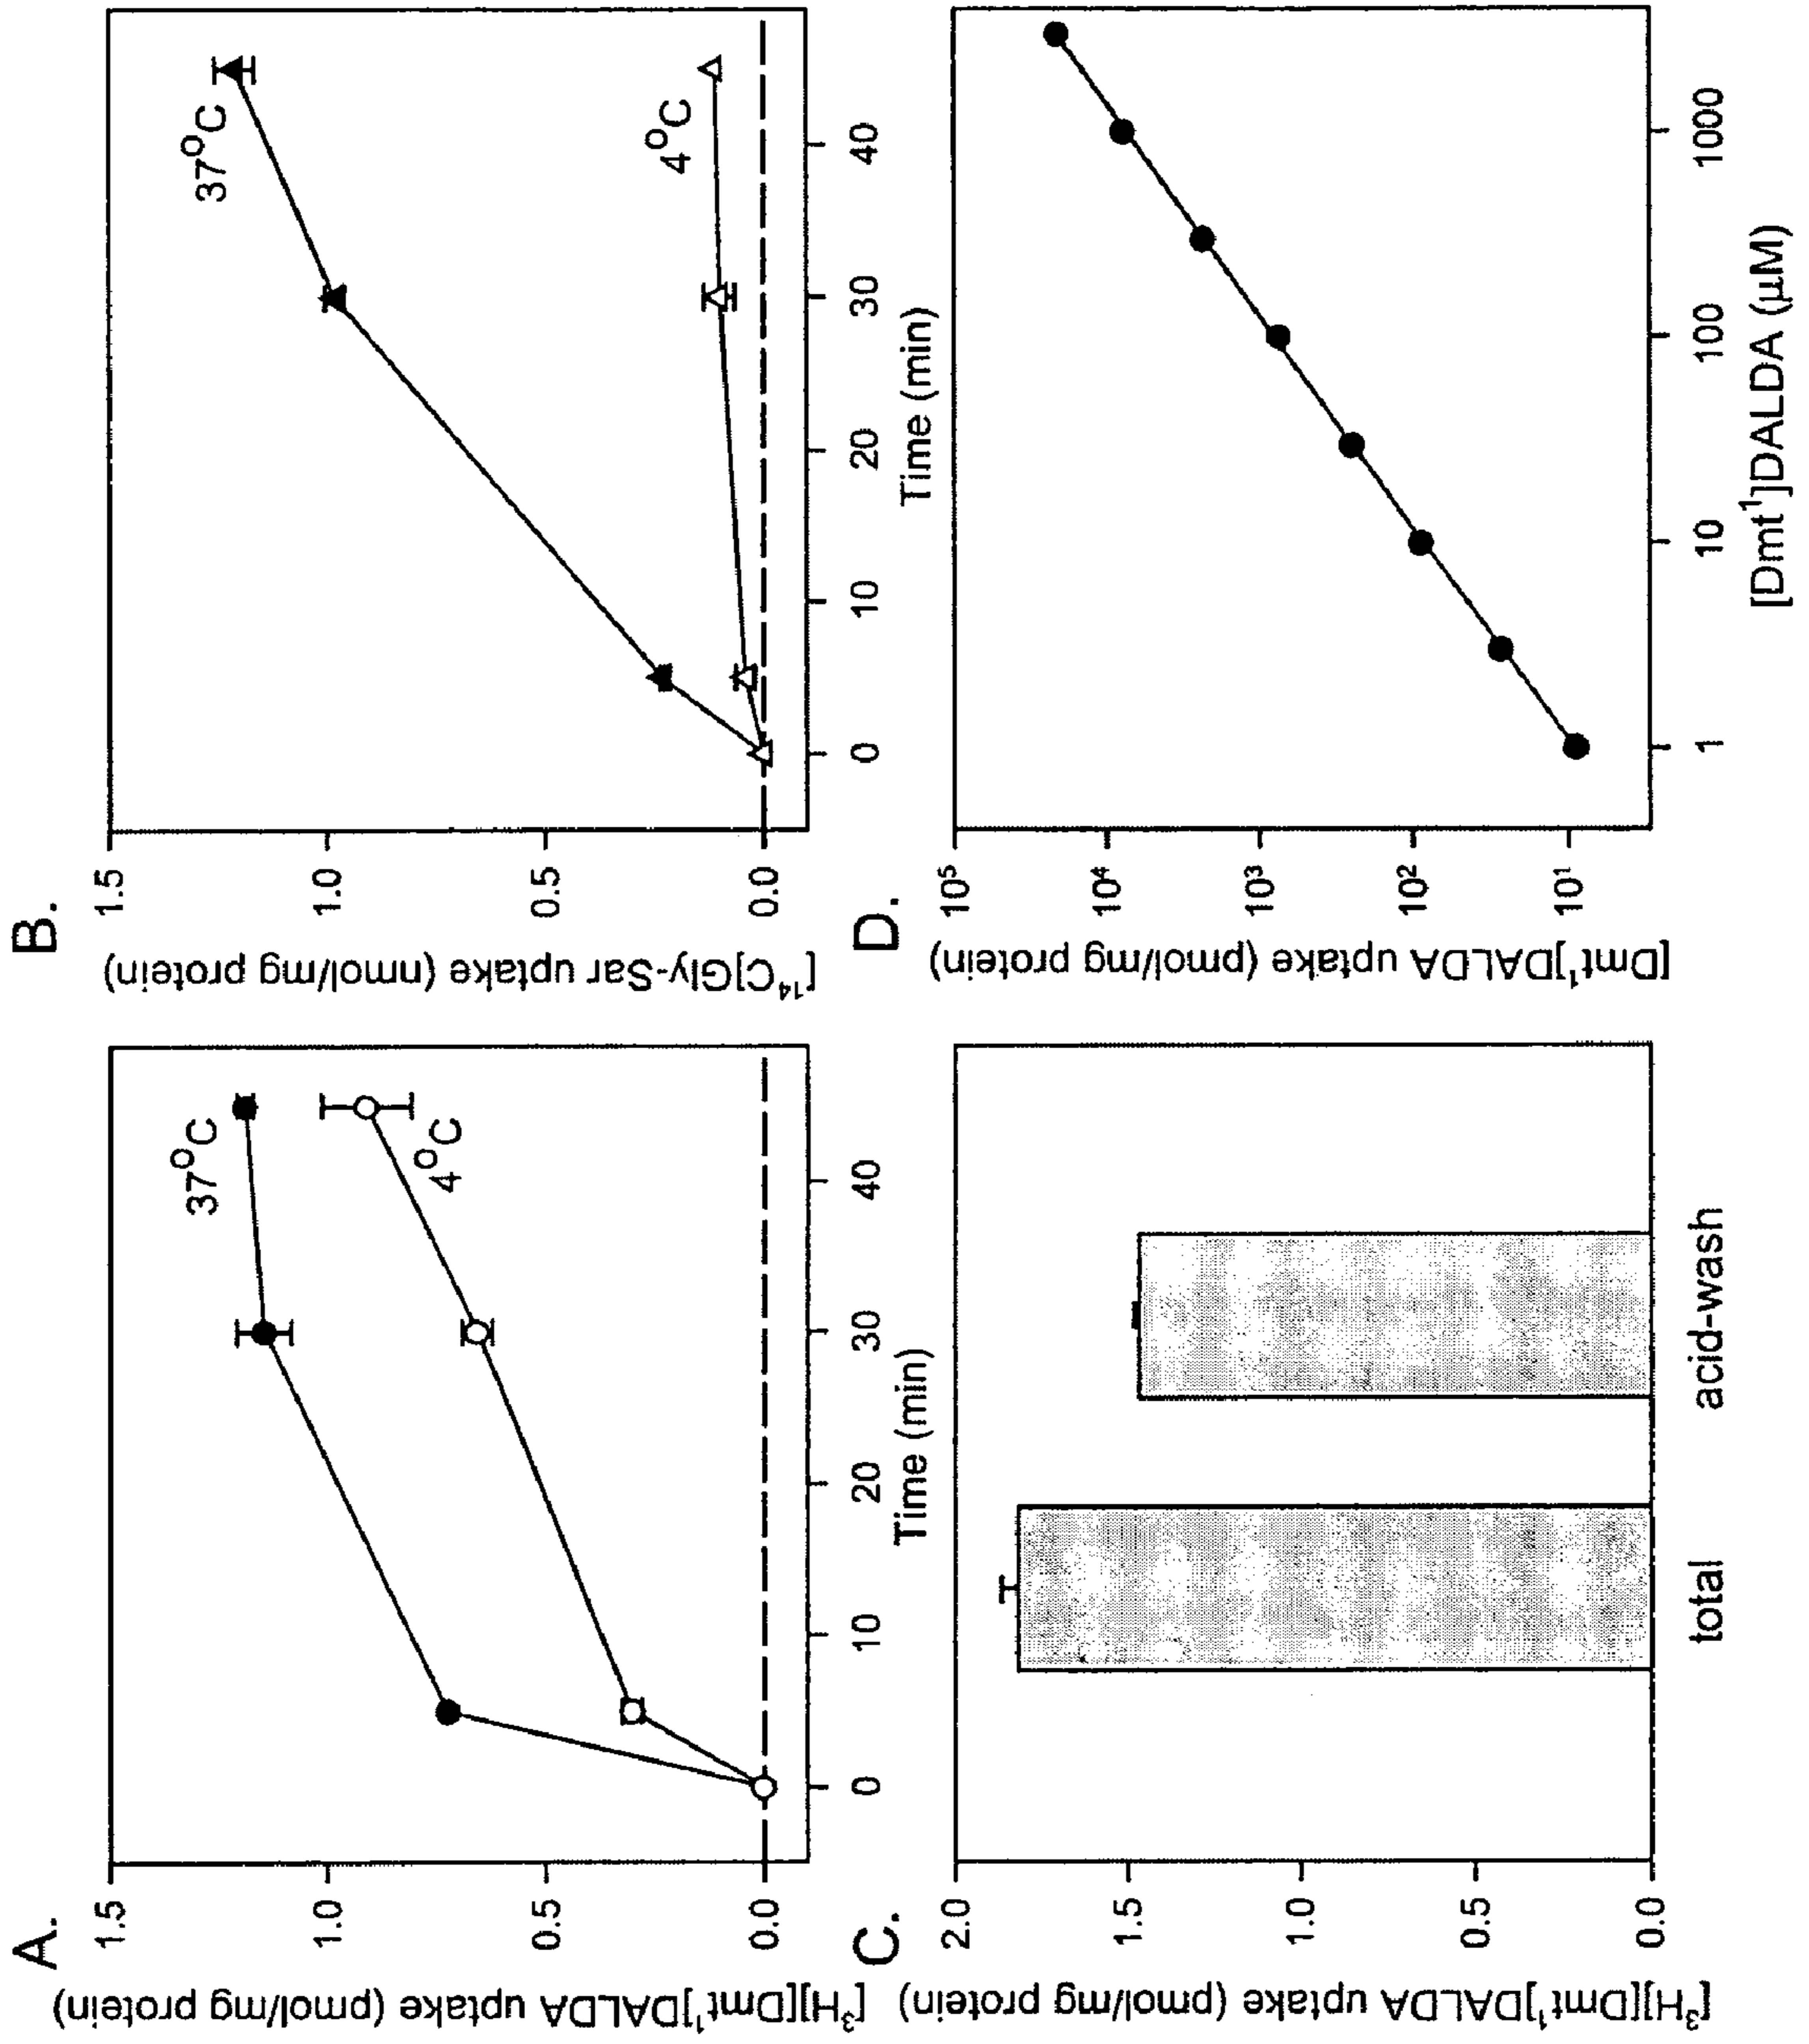 A.
[³H][Dmt¹]DALDA uptake (pmol/mg protein)
1.5
1.0
0.5
0.0
37°C
4°C
0 10 20 30 40
Time (min)
B.
[¹⁴C]Gly-Sar uptake (nmol/mg protein)
1.5
1.0
0.5
0.0
37°C
4°C
0 10 20 30 40
Time (min)
C.
[³H][Dmt¹]DALDA uptake (pmol/mg protein)
2.0
1.5
1.0
0.5
0.0
total acid-wash
D.
[Dmt¹]DALDA uptake (pmol/mg protein)
10⁵
10⁴
10³
10²
10¹
1 10 100 1000
[Dmt¹]DALDA (μM)